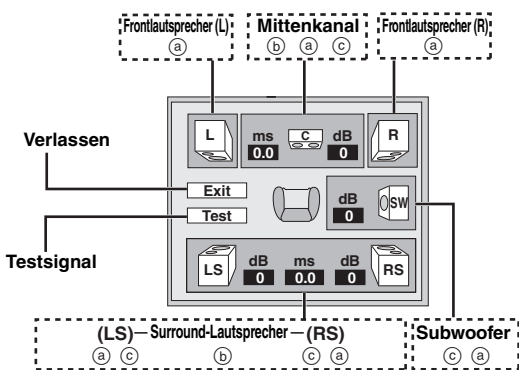 Frontlautsprecher (L) Mittenkanal Frontlautsprecher (R)
ⓐ ⓑ ⓐ ⓒ ⓐ
L ms C dB R
0.0 0
Verlassen
Exit
Test
dB SW
0
Testsignal
LS dB ms dB RS
0 0.0 0
(LS) — Surround-Lautsprecher — (RS) Subwoofer
ⓐ ⓒ ⓑ ⓒ ⓐ ⓒ ⓐ